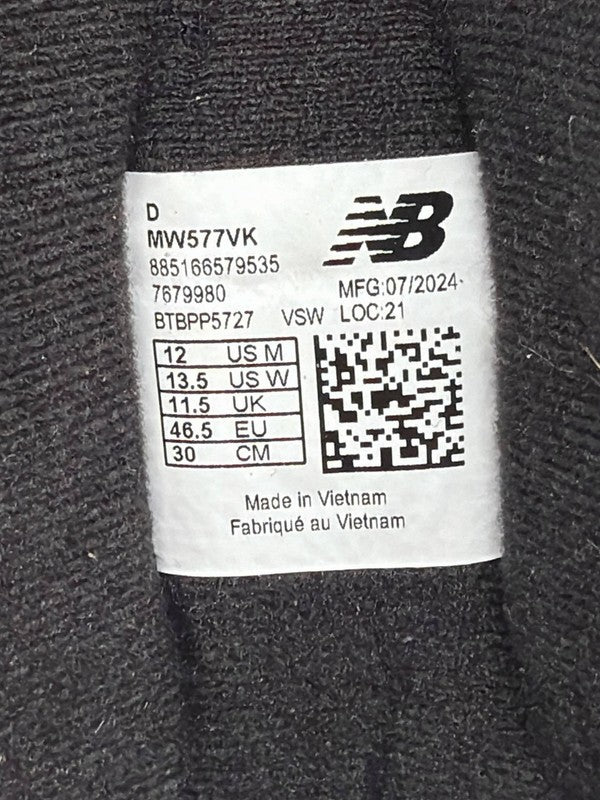 D
MW577VK
885166579535
7679980
MFG:07/2024
BTBPP5727 VSW LOC:21
12 US M
13.5 US W
11.5 UK
46.5 EU
30 CM
NB
Made in Vietnam
Fabriqué au Vietnam